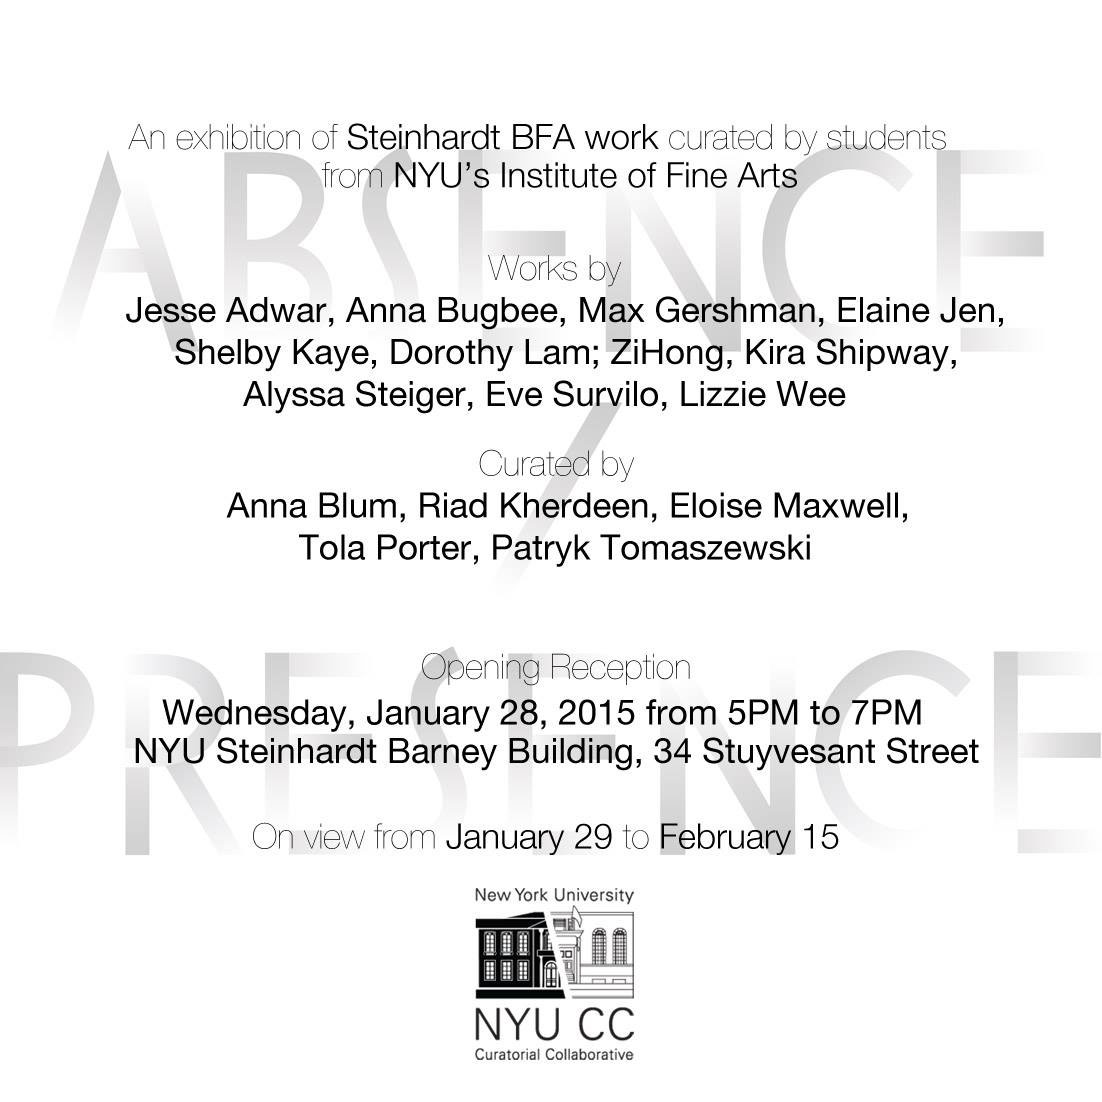 ABSENCE
/
PRESENCE
An exhibition of Steinhardt BFA work curated by students
from NYU's Institute of Fine Arts
Works by
Jesse Adwar, Anna Bugbee, Max Gershman, Elaine Jen,
Shelby Kaye, Dorothy Lam; ZiHong, Kira Shipway,
Alyssa Steiger, Eve Survilo, Lizzie Wee
Curated by
Anna Blum, Riad Kherdeen, Eloise Maxwell,
Tola Porter, Patryk Tomaszewski
Opening Reception
Wednesday, January 28, 2015 from 5PM to 7PM
NYU Steinhardt Barney Building, 34 Stuyvesant Street
On view from January 29 to February 15
New York University
NYU CC
Curatorial Collaborative